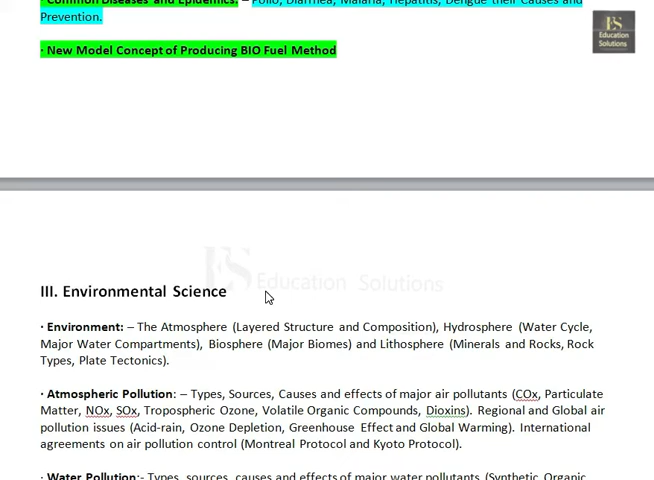 · Common Diseases and Epidemics: – Polio, Diarrhea, Malaria, Hepatitis, Dengue their Causes and
Prevention.
· New Model Concept of Producing BIO Fuel Method
ES
Education
Solutions
ES Education Solutions
III. Environmental Science
· Environment: – The Atmosphere (Layered Structure and Composition), Hydrosphere (Water Cycle,
Major Water Compartments), Biosphere (Major Biomes) and Lithosphere (Minerals and Rocks, Rock
Types, Plate Tectonics).
· Atmospheric Pollution: – Types, Sources, Causes and effects of major air pollutants (COx, Particulate
Matter, NOx, SOx, Tropospheric Ozone, Volatile Organic Compounds, Dioxins). Regional and Global air
pollution issues (Acid-rain, Ozone Depletion, Greenhouse Effect and Global Warming). International
agreements on air pollution control (Montreal Protocol and Kyoto Protocol).
· Water Pollution:- Types, sources, causes and effects of major water pollutants (Synthetic Organic